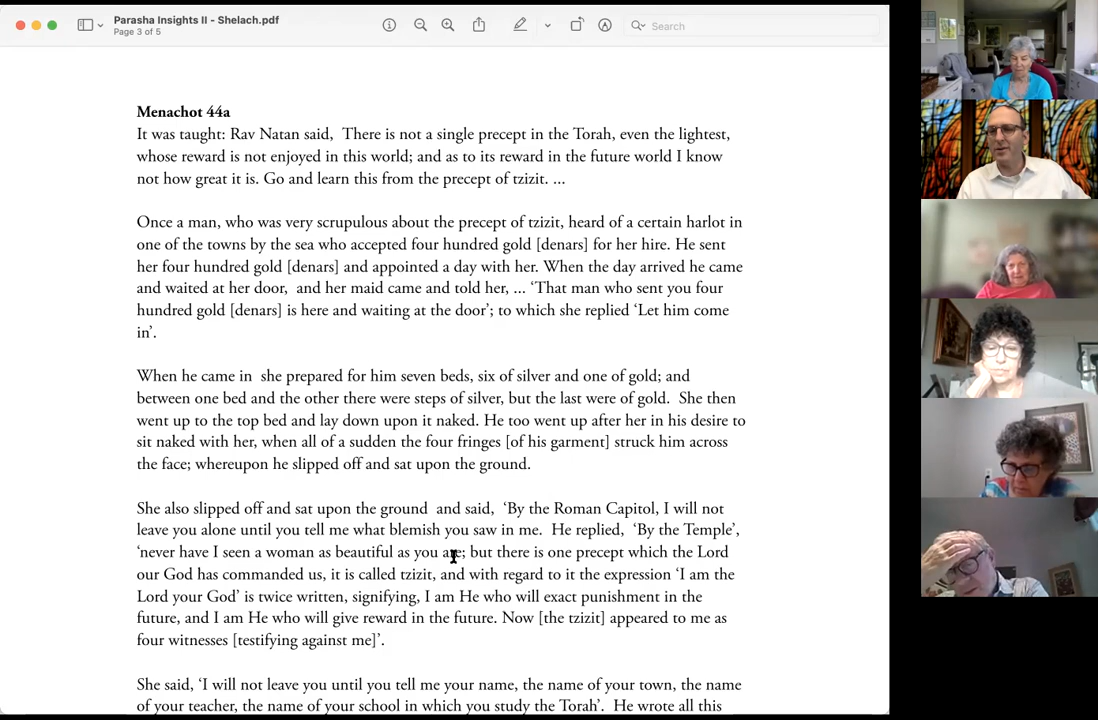 Parasha Insights II - Shelach.pdf
Page 3 of 5
Search
Menachot 44a
It was taught: Rav Natan said, There is not a single precept in the Torah, even the lightest,
whose reward is not enjoyed in this world; and as to its reward in the future world I know
not how great it is. Go and learn this from the precept of tzizit. ...
Once a man, who was very scrupulous about the precept of tzizit, heard of a certain harlot in
one of the towns by the sea who accepted four hundred gold [denars] for her hire. He sent
her four hundred gold [denars] and appointed a day with her. When the day arrived he came
and waited at her door, and her maid came and told her, ... ‘That man who sent you four
hundred gold [denars] is here and waiting at the door’; to which she replied ‘Let him come
in’.
When he came in she prepared for him seven beds, six of silver and one of gold; and
between one bed and the other there were steps of silver, but the last were of gold. She then
went up to the top bed and lay down upon it naked. He too went up after her in his desire to
sit naked with her, when all of a sudden the four fringes [of his garment] struck him across
the face; whereupon he slipped off and sat upon the ground.
She also slipped off and sat upon the ground and said, ‘By the Roman Capitol, I will not
leave you alone until you tell me what blemish you saw in me. He replied, ‘By the Temple’,
‘never have I seen a woman as beautiful as you are; but there is one precept which the Lord
our God has commanded us, it is called tzizit, and with regard to it the expression ‘I am the
Lord your God’ is twice written, signifying, I am He who will exact punishment in the
future, and I am He who will give reward in the future. Now [the tzizit] appeared to me as
four witnesses [testifying against me]’.
She said, ‘I will not leave you until you tell me your name, the name of your town, the name
of your teacher, the name of your school in which you study the Torah’. He wrote all this